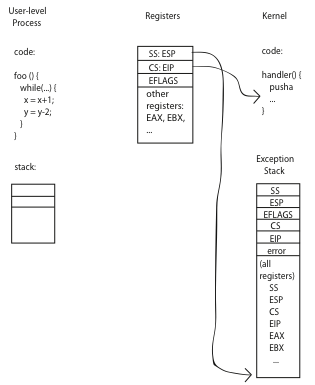 User-level
Process
code:
foo () {
while(...) {
x = x+1;
y = y-2;
}
}
stack:
Registers
SS: ESP
CS: EIP
EFLAGS
other
registers:
EAX, EBX,
...
Kernel
code:
handler() {
pusha
...
}
Exception
Stack
SS
ESP
EFLAGS
CS
EIP
error
(all
registers)
SS
ESP
CS
EIP
EAX
EBX
...